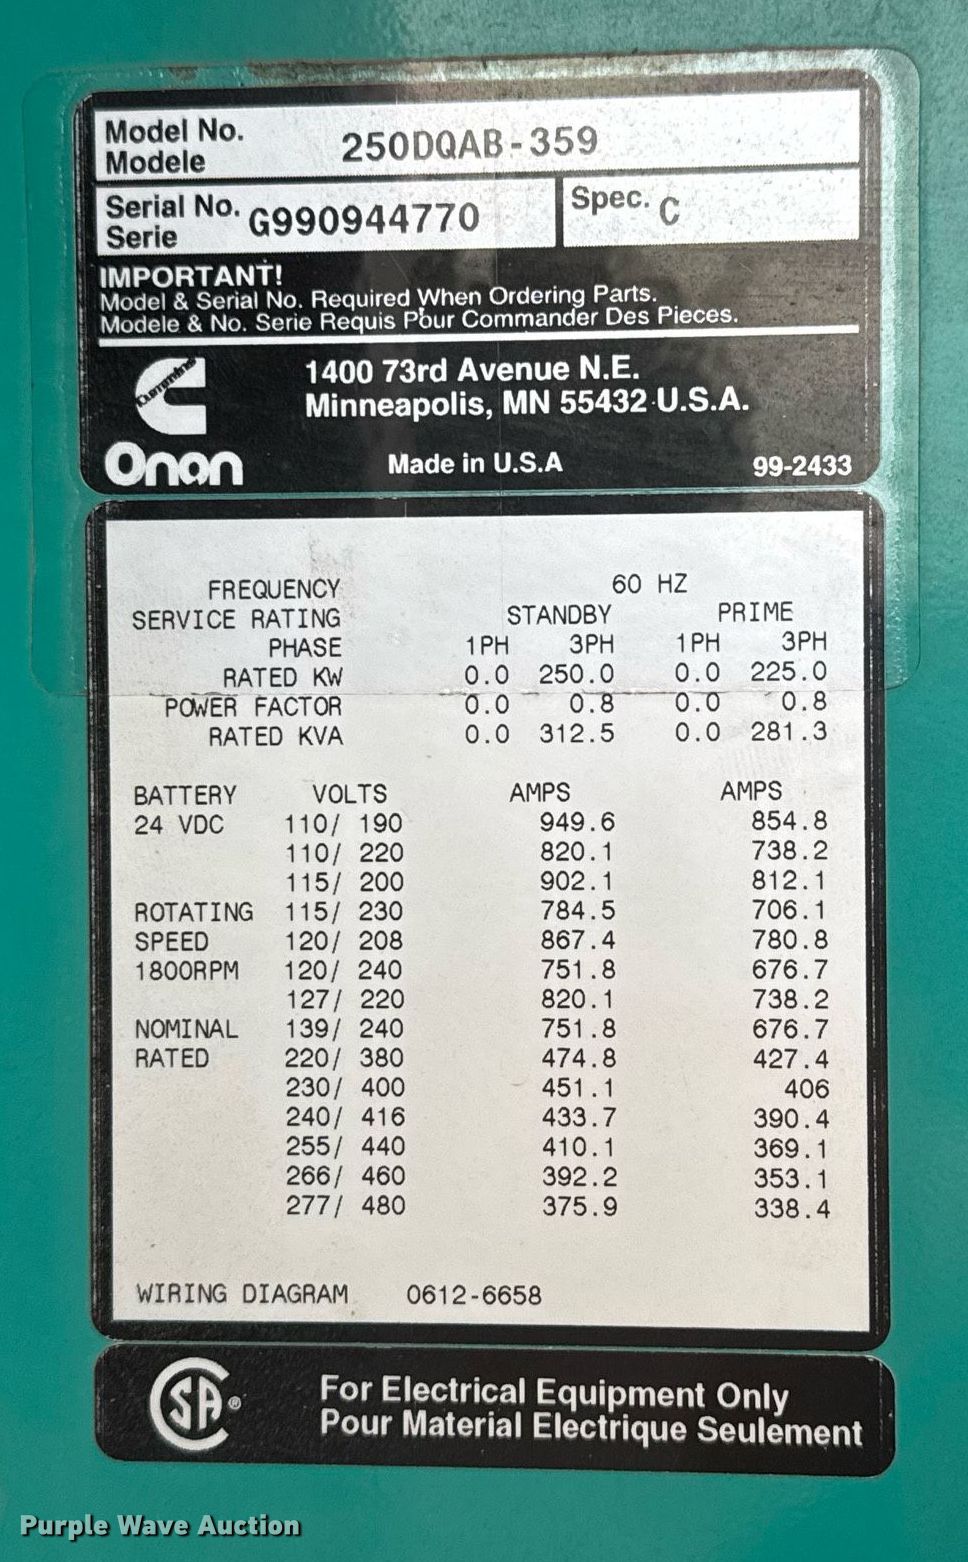 Model No.
Modele
250DQAB-359
Serial No.
Serie
G990944770
Spec. C
IMPORTANT!
Model & Serial No. Required When Ordering Parts.
Modele & No. Serie Requis Pour Commander Des Pieces.
Cummins
Onan
1400 73rd Avenue N.E.
Minneapolis, MN 55432 U.S.A.
Made in U.S.A
99-2433
FREQUENCY 60 HZ
SERVICE RATING STANDBY PRIME
PHASE 1PH 3PH 1PH 3PH
RATED KW 0.0 250.0 0.0 225.0
POWER FACTOR 0.0 0.8 0.0 0.8
RATED KVA 0.0 312.5 0.0 281.3
BATTERY VOLTS AMPS AMPS
24 VDC 110/ 190 949.6 854.8
110/ 220 820.1 738.2
115/ 200 902.1 812.1
ROTATING 115/ 230 784.5 706.1
SPEED 120/ 208 867.4 780.8
1800RPM 120/ 240 751.8 676.7
127/ 220 820.1 738.2
NOMINAL 139/ 240 751.8 676.7
RATED 220/ 380 474.8 427.4
230/ 400 451.1 406
240/ 416 433.7 390.4
255/ 440 410.1 369.1
266/ 460 392.2 353.1
277/ 480 375.9 338.4
WIRING DIAGRAM 0612-6658
CSA®
For Electrical Equipment Only
Pour Material Electrique Seulement
Purple Wave Auction